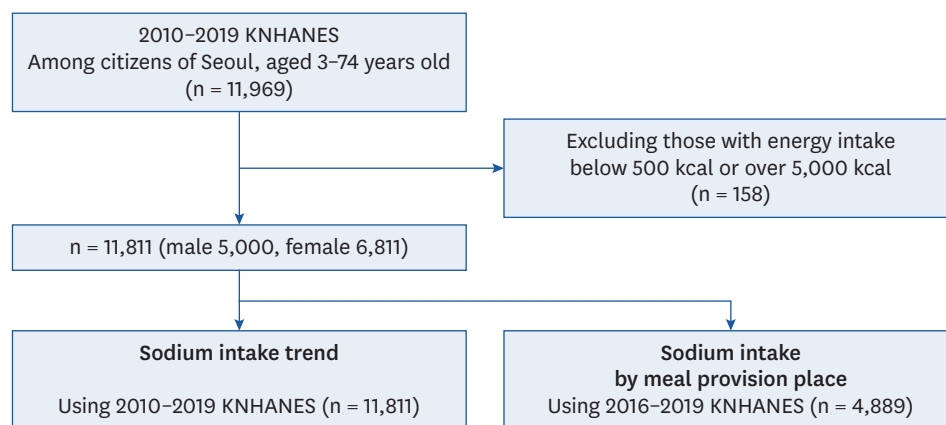 2010–2019 KNHANES
Among citizens of Seoul, aged 3–74 years old
(n = 11,969)
Excluding those with energy intake
below 500 kcal or over 5,000 kcal
(n = 158)
n = 11,811 (male 5,000, female 6,811)
Sodium intake trend
Using 2010–2019 KNHANES (n = 11,811)
Sodium intake
by meal provision place
Using 2016–2019 KNHANES (n = 4,889)